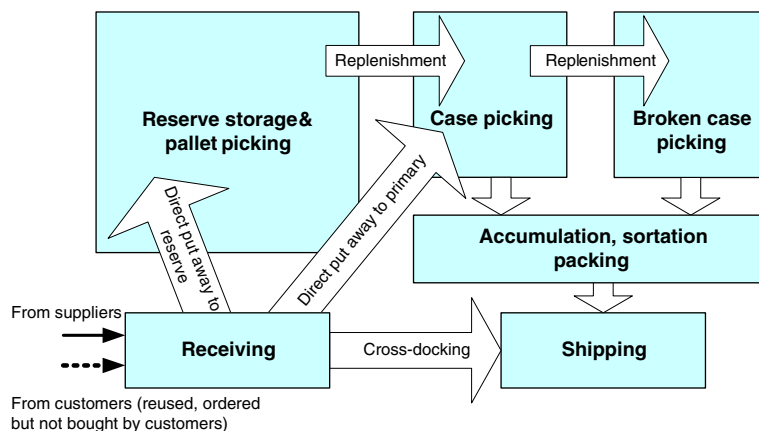 Replenishment
Replenishment
Reserve storage&
pallet picking
Case picking
Broken case
picking
Direct put away to
reserve
Direct put away to primary
Accumulation, sortation
packing
From suppliers
Receiving
Cross-docking
Shipping
From customers (reused, ordered
but not bought by customers)